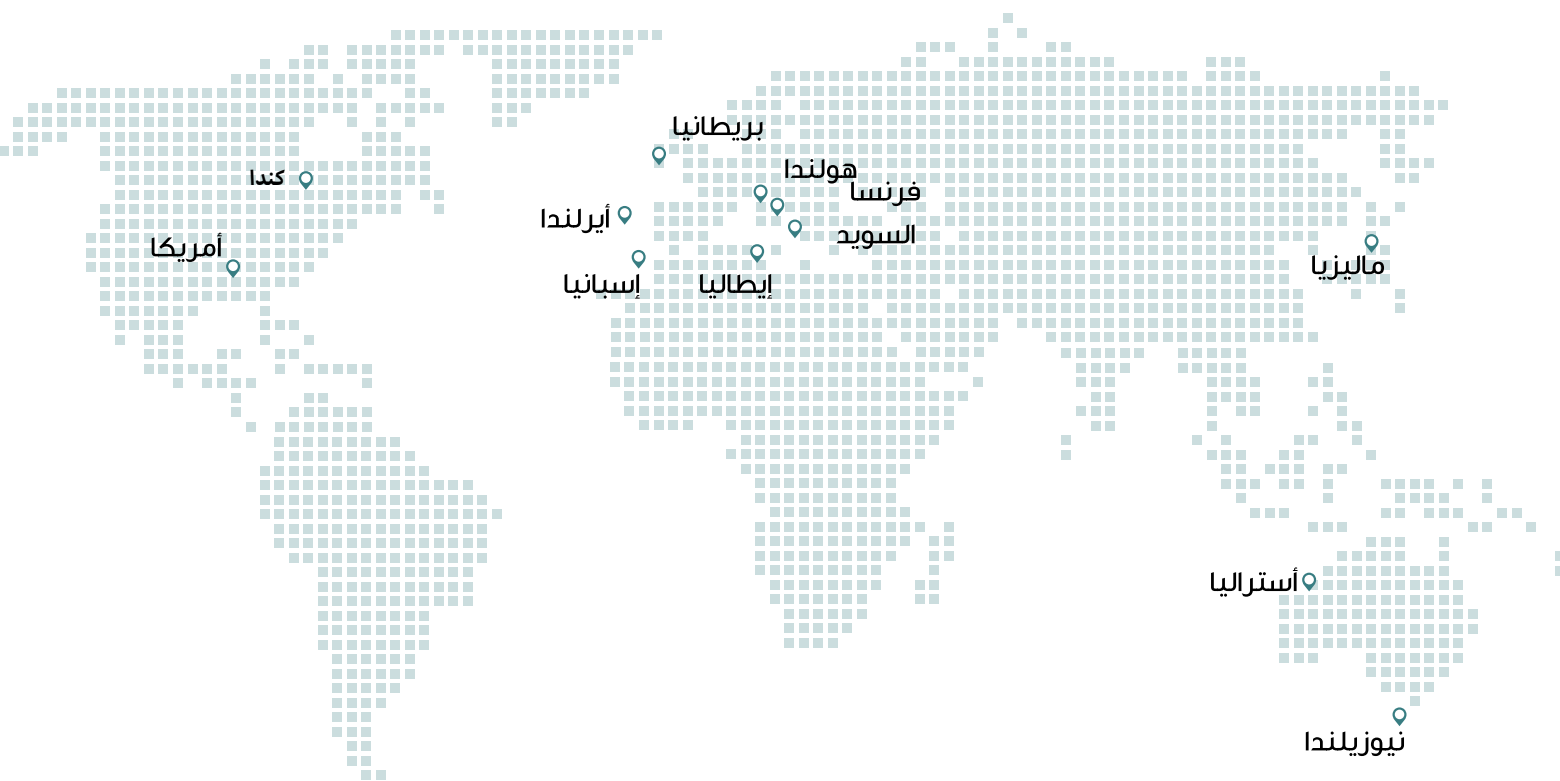 بريطانيا
هولندا
كندا
فرنسا
أيرلندا
السويد
أمريكا
ماليزيا
إسبانيا
إيطاليا
أستراليا
نيوزيلندا